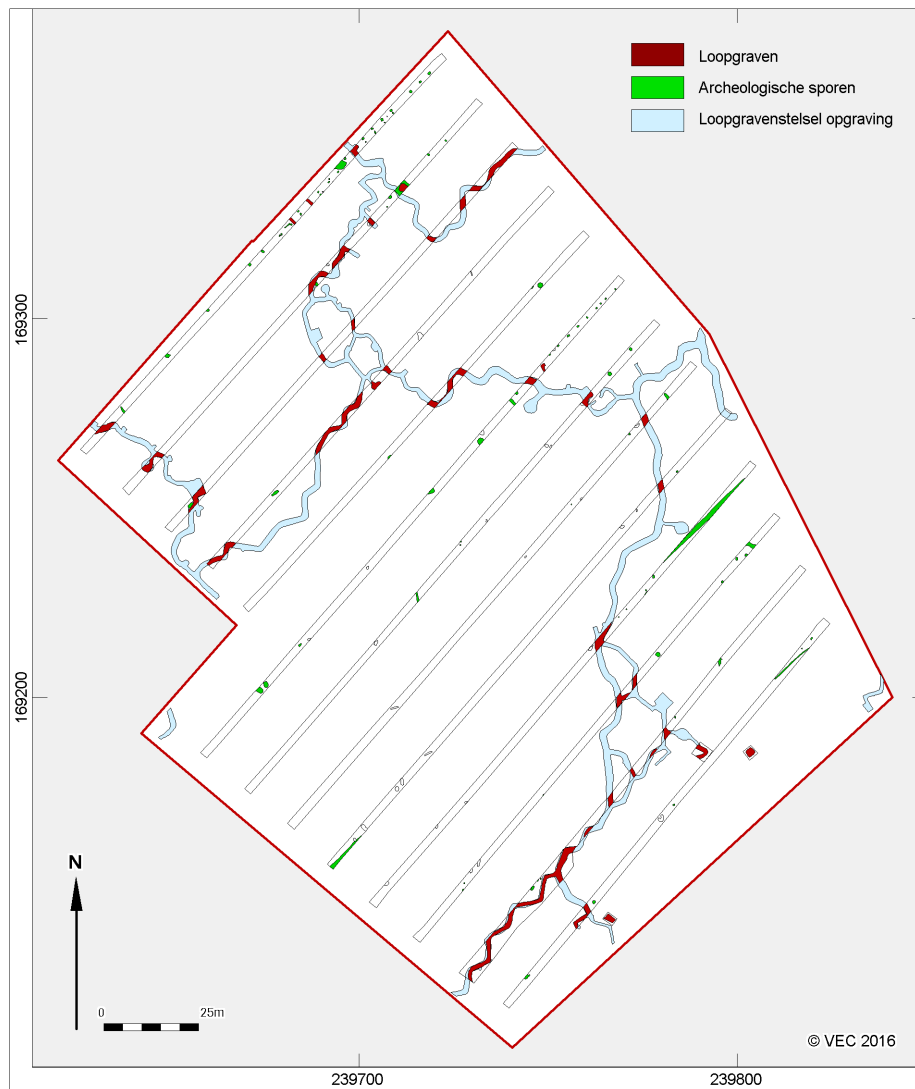 Loopgraven
Archeologische sporen
Loopgravenstelsel opgraving
169300
169200
N
0 25m
© VEC 2016
239700 239800